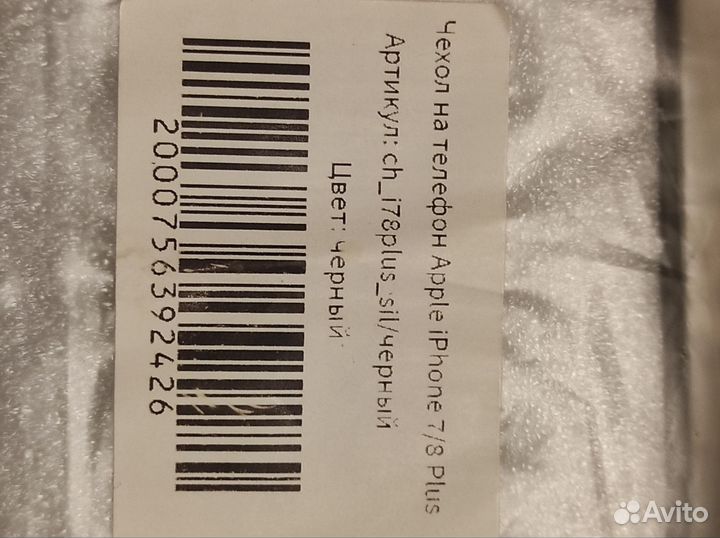 Чехол на телефон Apple iPhone 7/8 Plus
Артикул: ch_i78plus_sil/черный
Цвет: черный
2000756392426
Avito